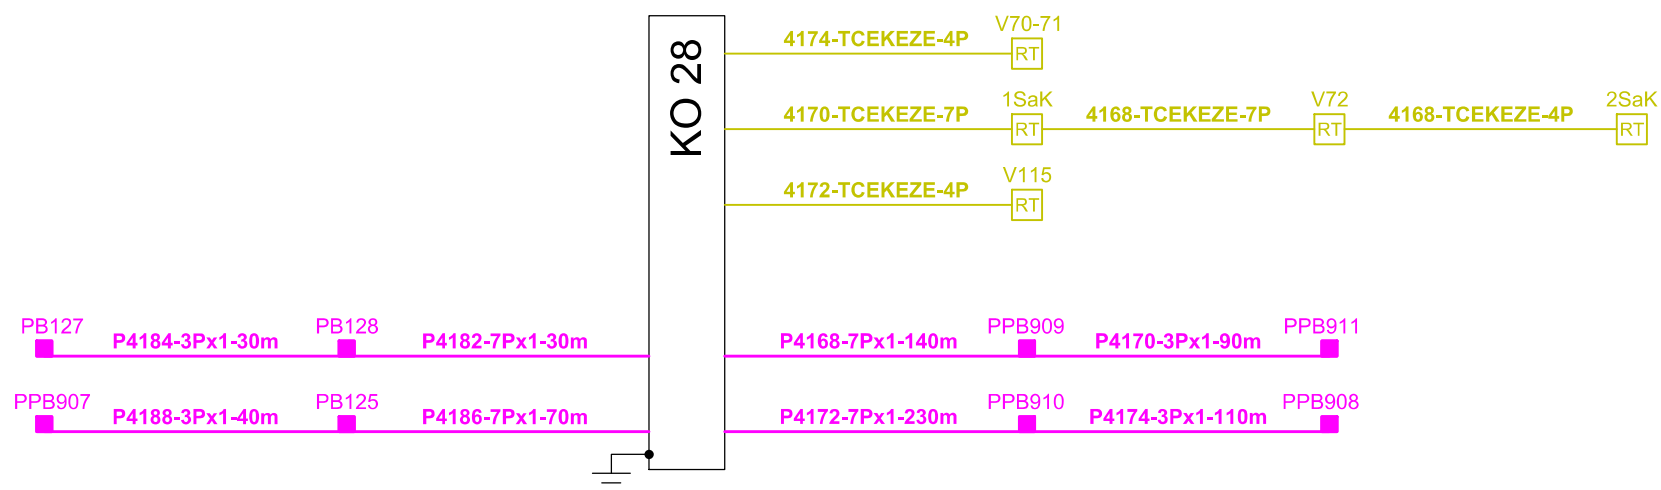 V70-71
4174-TCEKEZE-4P
RT
KO 28
1SaK
V72
2SaK
4170-TCEKEZE-7P
RT
4168-TCEKEZE-7P
RT
4168-TCEKEZE-4P
RT
V115
4172-TCEKEZE-4P
RT
PB127
P4184-3Px1-30m
PB128
P4182-7Px1-30m
P4168-7Px1-140m
PPB909
P4170-3Px1-90m
PPB911
PPB907
P4188-3Px1-40m
PB125
P4186-7Px1-70m
P4172-7Px1-230m
PPB910
P4174-3Px1-110m
PPB908